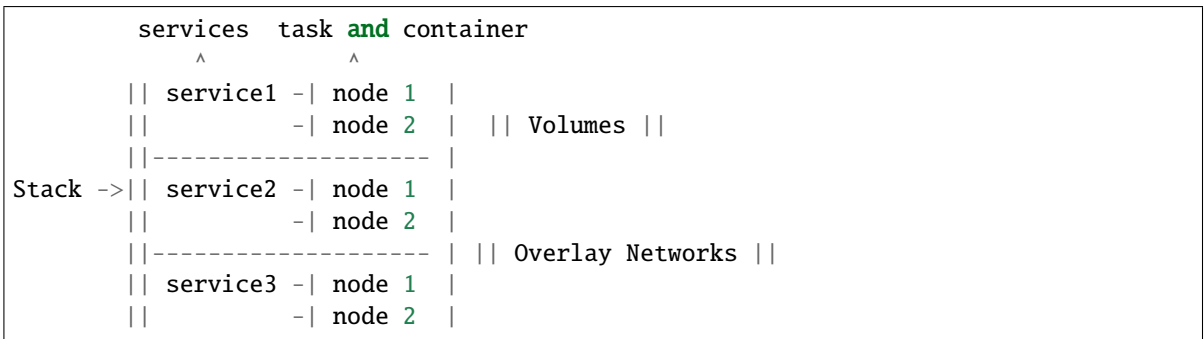 services  task and container
^          ^
|| service1 -| node 1  |
||          -| node 2  |  || Volumes ||
||-------------------- |
Stack ->|| service2 -| node 1  |
||          -| node 2  |
||-------------------- | || Overlay Networks ||
|| service3 -| node 1  |
||          -| node 2  |